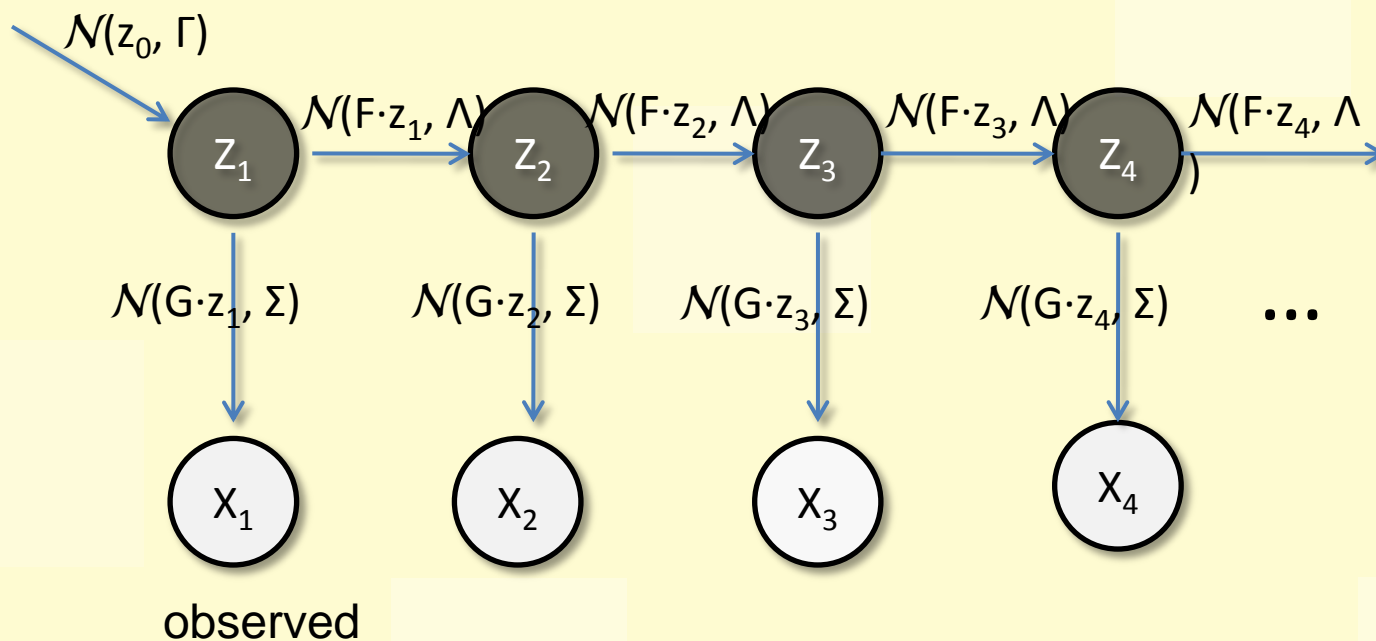 𝒩(z₀, Γ)
𝒩(F·z₁, Λ) 𝒩(F·z₂, Λ) 𝒩(F·z₃, Λ) 𝒩(F·z₄, Λ
)
Z₁ Z₂ Z₃ Z₄
𝒩(G·z₁, Σ) 𝒩(G·z₂, Σ) 𝒩(G·z₃, Σ) 𝒩(G·z₄, Σ) ...
X₁ X₂ X₃ X₄
observed